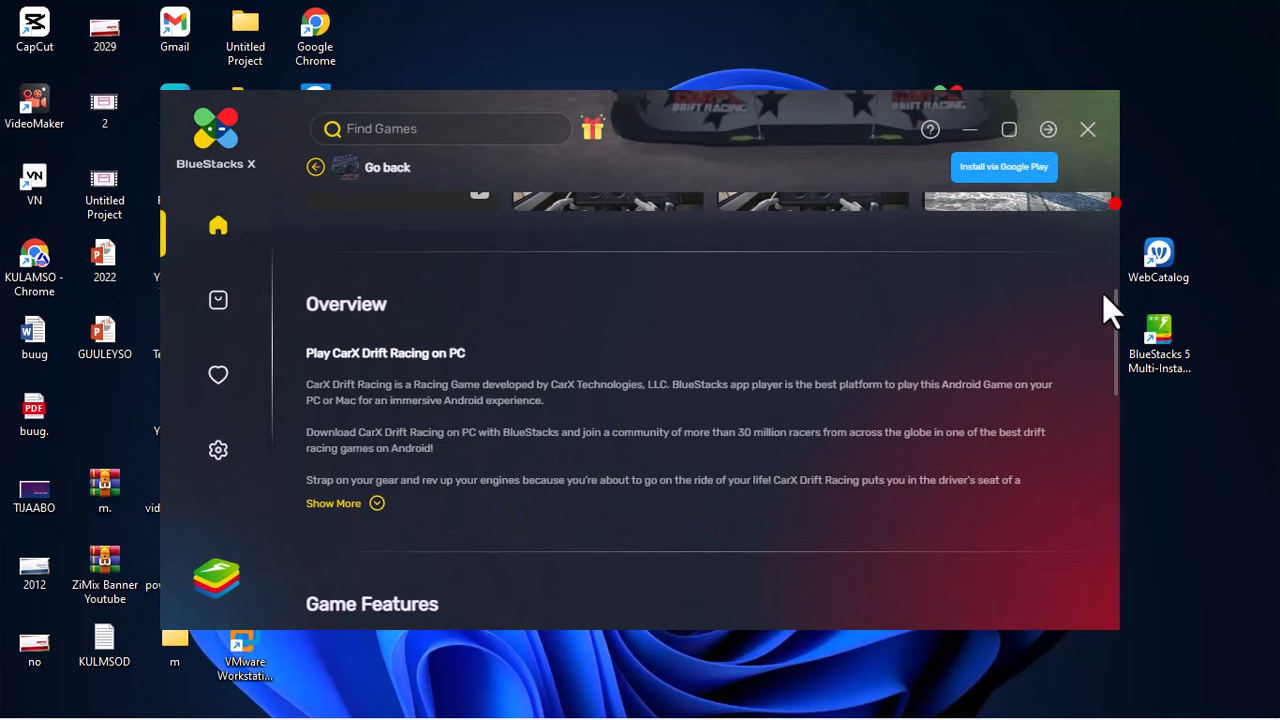 CapCut
2029
Gmail
Untitled
Project
Google
Chrome
VideoMaker
2
VN
Untitled
Project
KULAMSO -
Chrome
2022
buug
GUULEYSO
buug.
TIJAABO
m.
vid
2012
ZiMix Banner
Youtube
no
KULMSOD
m
VMware
Workstati...
WebCatalog
BlueStacks 5
Multi-Insta...
BlueStacks X
Find Games
DRIFT RACING
DRIFT RACING
Go back
Install via Google Play
Overview
Play CarX Drift Racing on PC
CarX Drift Racing is a Racing Game developed by CarX Technologies, LLC. BlueStacks app player is the best platform to play this Android Game on your
PC or Mac for an immersive Android experience.
Download CarX Drift Racing on PC with BlueStacks and join a community of more than 30 million racers from across the globe in one of the best drift
racing games on Android!
Strap on your gear and rev up your engines because you're about to go on the ride of your life! CarX Drift Racing puts you in the driver's seat of a
Show More
Game Features